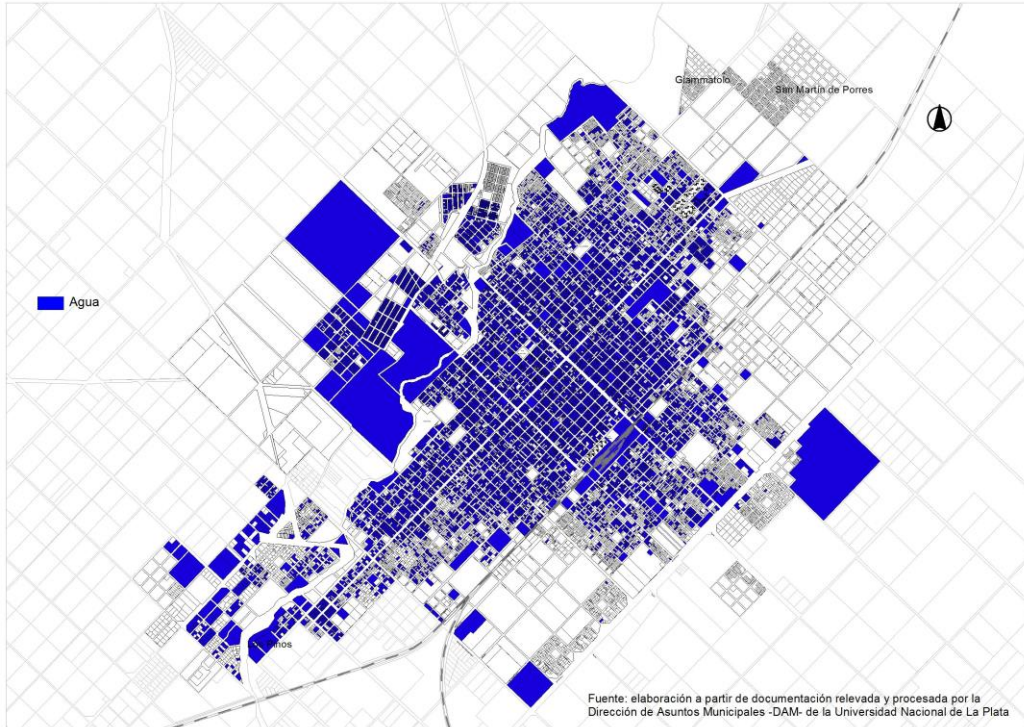 Giammatolo
San Martín de Porres
Agua
Fuente: elaboración a partir de documentación relevada y procesada por la
Dirección de Asuntos Municipales -DAM- de la Universidad Nacional de La Plata